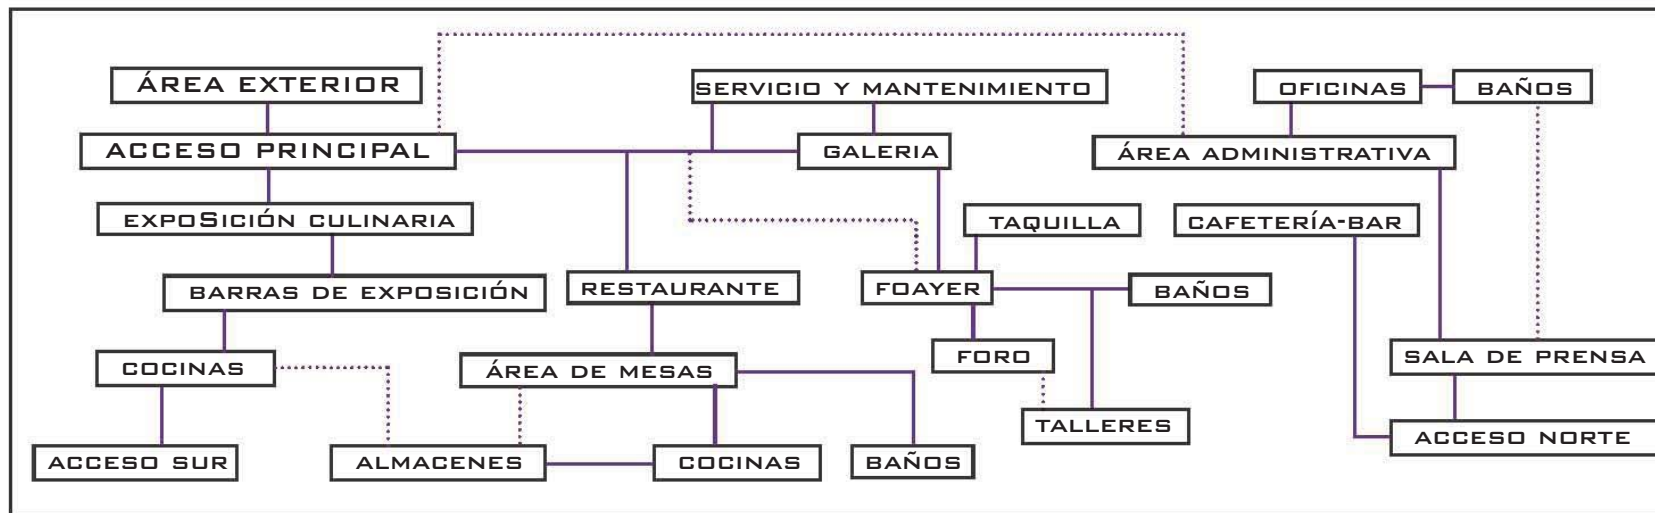 ÁREA EXTERIOR
SERVICIO Y MANTENIMIENTO
OFICINAS
BAÑOS
ACCESO PRINCIPAL
GALERIA
ÁREA ADMINISTRATIVA
EXPOSICIÓN CULINARIA
TAQUILLA
CAFETERÍA-BAR
BARRAS DE EXPOSICIÓN
RESTAURANTE
FOAYER
BAÑOS
COCINAS
ÁREA DE MESAS
FORO
SALA DE PRENSA
TALLERES
ACCESO NORTE
ACCESO SUR
ALMACENES
COCINAS
BAÑOS